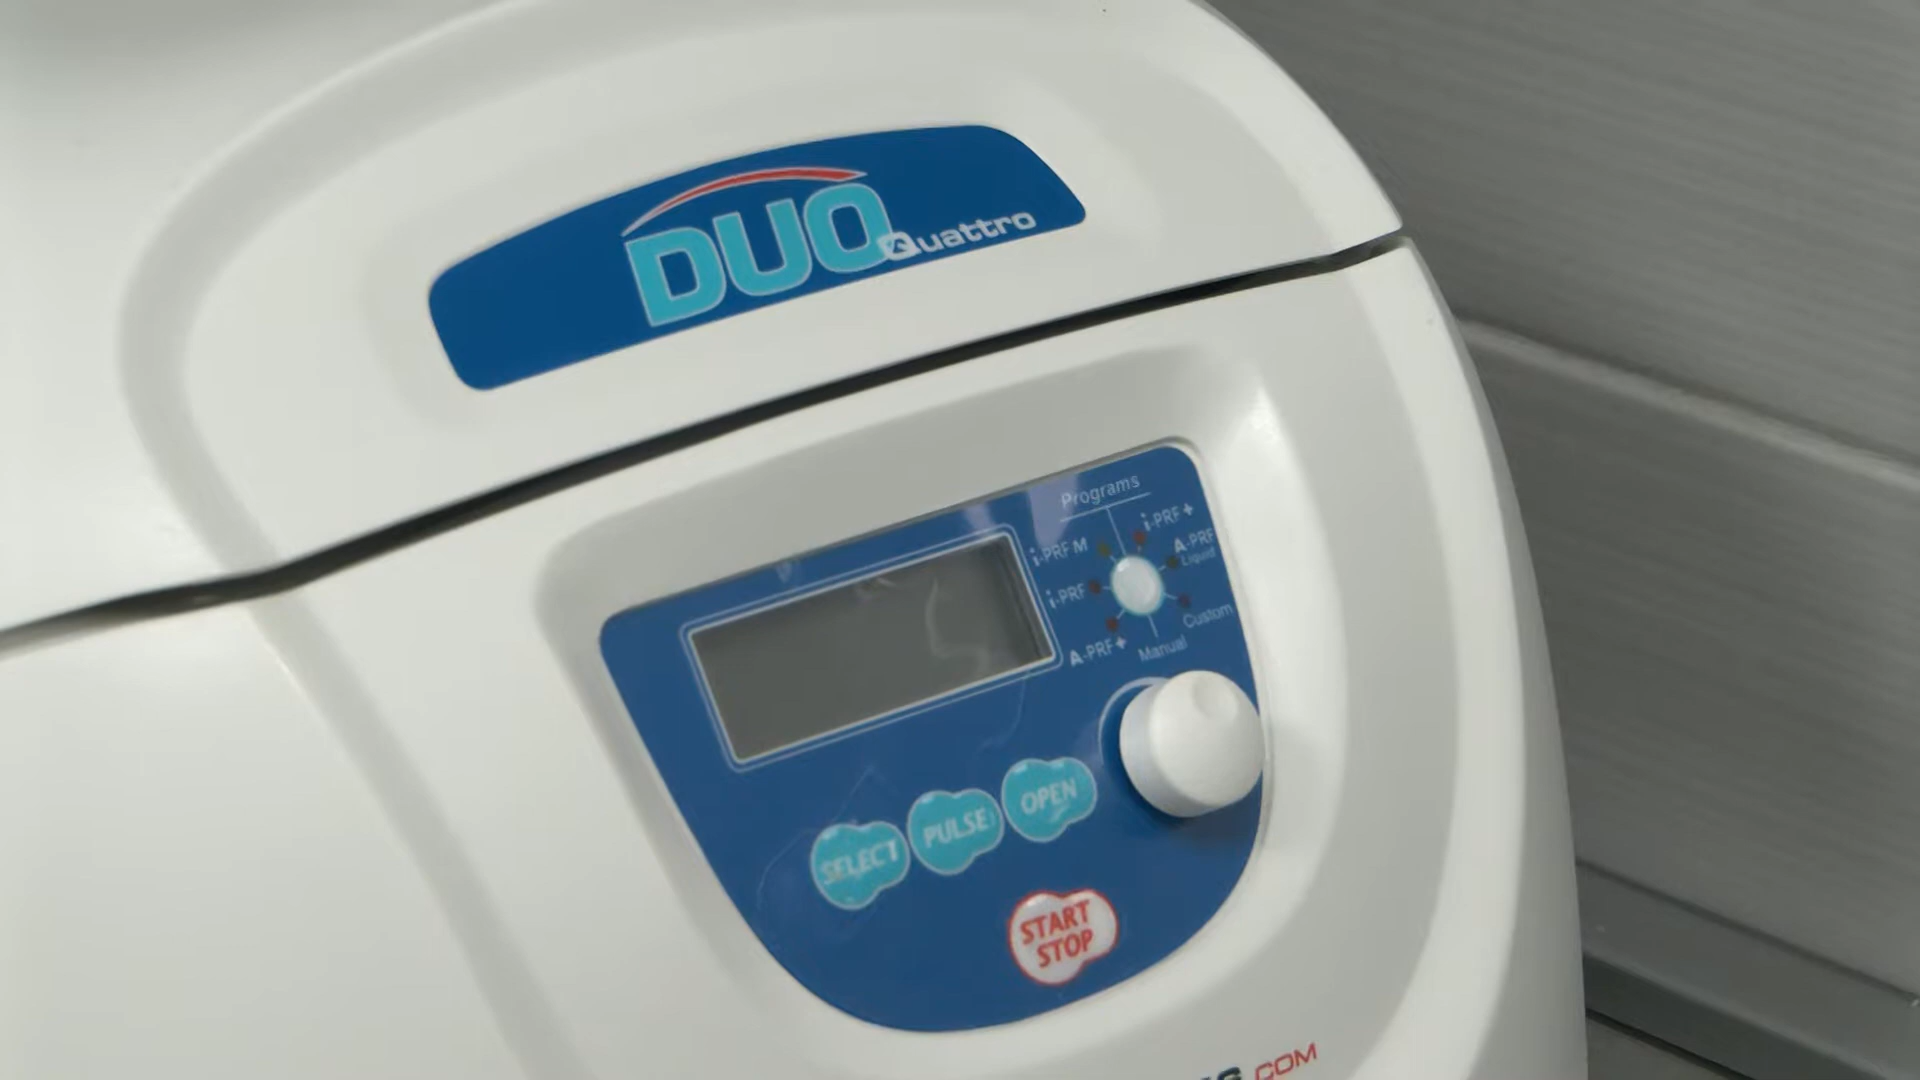 DUO Quattro
Programs
i-PRF+
i-PRF M
A-PRF Liquid
i-PRF
Custom
A-PRF+
Manual
SELECT
PULSE
OPEN
START
STOP
.COM